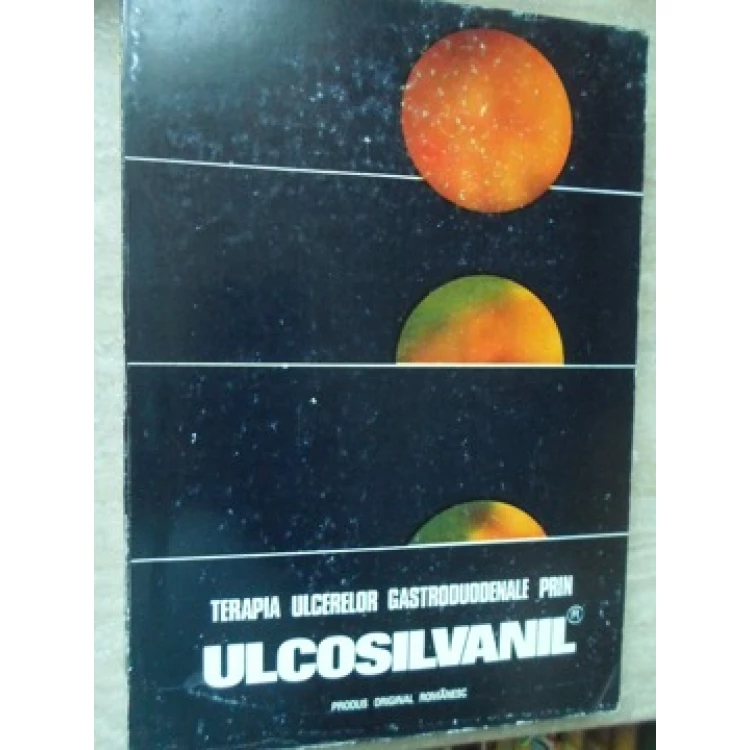 TERAPIA ULCERELOR GASTRODUODENALE PRIN
ULCOSILVANIL®
PRODUS ORIGINAL ROMÂNESC